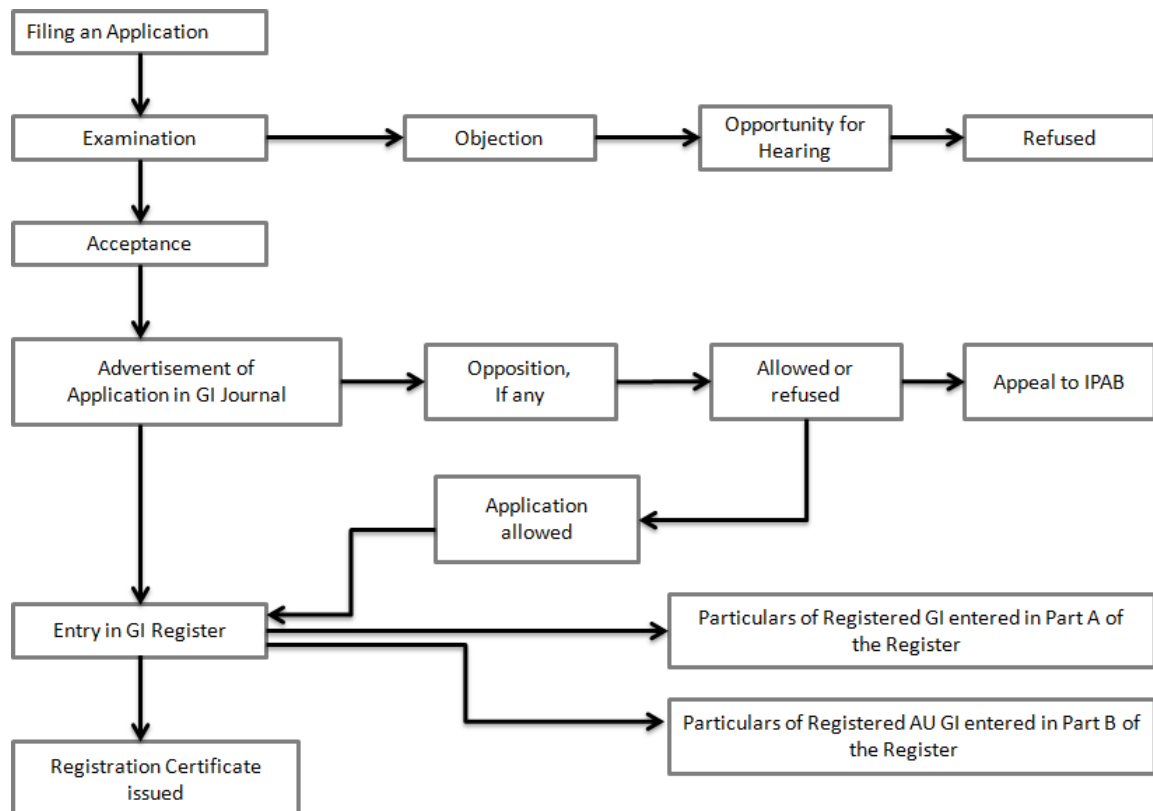 Filing an Application
Examination
Objection
Opportunity for
Hearing
Refused
Acceptance
Advertisement of
Application in GI Journal
Opposition,
If any
Allowed or
refused
Appeal to IPAB
Application
allowed
Entry in GI Register
Particulars of Registered GI entered in Part A of
the Register
Particulars of Registered AU GI entered in Part B of
the Register
Registration Certificate
issued